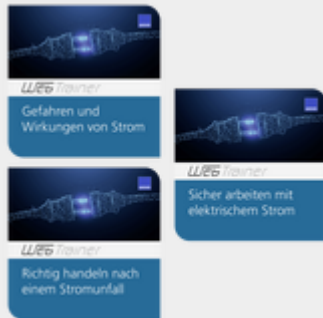 WEB Trainer
Gefahren und
Wirkungen von Strom
WEB Trainer
Sicher arbeiten mit
elektrischem Strom
WEB Trainer
Richtig handeln nach
einem Stromunfall